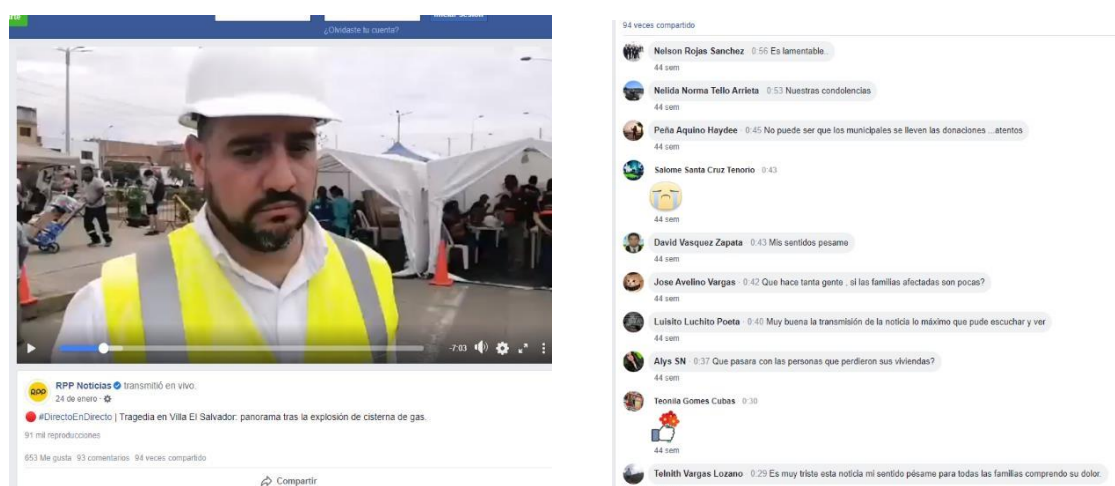 ¿Olvidaste tu cuenta?
-7:03
RPP
RPP Noticias transmitió en vivo.
24 de enero ·
#DirectoEnDirecto | Tragedia en Villa El Salvador: panorama tras la explosión de cisterna de gas.
91 mil reproducciones
653 Me gusta 93 comentarios 94 veces compartido
Compartir
94 veces compartido
Nelson Rojas Sanchez · 0:56 Es lamentable..
44 sem
Nelida Norma Tello Arrieta · 0:53 Nuestras condolencias
44 sem
Peña Aquino Haydee · 0:45 No puede ser que los municipales se lleven las donaciones ...atentos
44 sem
Salome Santa Cruz Tenorio · 0:43
44 sem
David Vasquez Zapata · 0:43 Mis sentidos pesame
44 sem
Jose Avelino Vargas · 0:42 Que hace tanta gente , si las familias afectadas son pocas?
44 sem
Luisito Luchito Poeta · 0:40 Muy buena la transmisión de la noticia lo máximo que pude escuchar y ver
44 sem
Alys SN · 0:37 Que pasara con las personas que perdieron sus viviendas?
44 sem
Teonila Gomes Cubas · 0:30
44 sem
Telnith Vargas Lozano · 0:29 Es muy triste esta noticia mi sentido pésame para todas las familias comprendo su dolor.